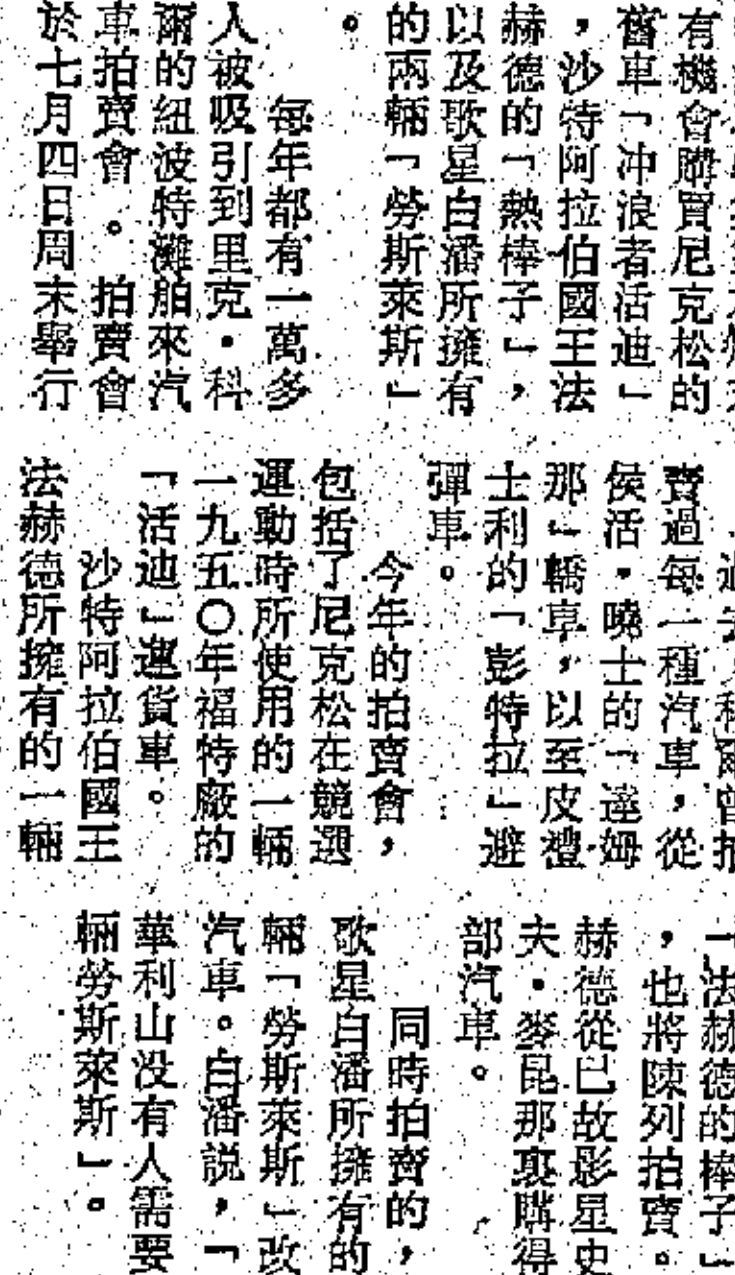 有機會購買尼克松的
舊車「冲浪者活迪」
，沙特阿拉伯國王法
赫德的「熱棒子」，
以及歌星白潘所擁有
的兩輛「勞斯萊斯」
。
每年都有一萬多
人被吸引到里克・科
爾的紐波特灘舶來汽
車拍賣會。拍賣會
於七月四日周末舉行
賣過每一種汽車，從
侯活・曉士的「達姆
那」轎車，以至皮禮
士利的「彭特拉」避
彈車。
今年的拍賣會，
包括了尼克松在競選
運動時所使用的一輛
一九五〇年福特廠的
「活迪」運貨車。
沙特阿拉伯國王
法赫德所擁有的一輛
法赫德的棒子」
，也將陳列拍賣。
赫德從已故影星史
夫・麥昆那裏購得
部汽車。
同時拍賣的，
歌星白潘所擁有的
輛「勞斯萊斯」改
汽車。白潘説，「
華利山没有人需要
輛勞斯萊斯」。